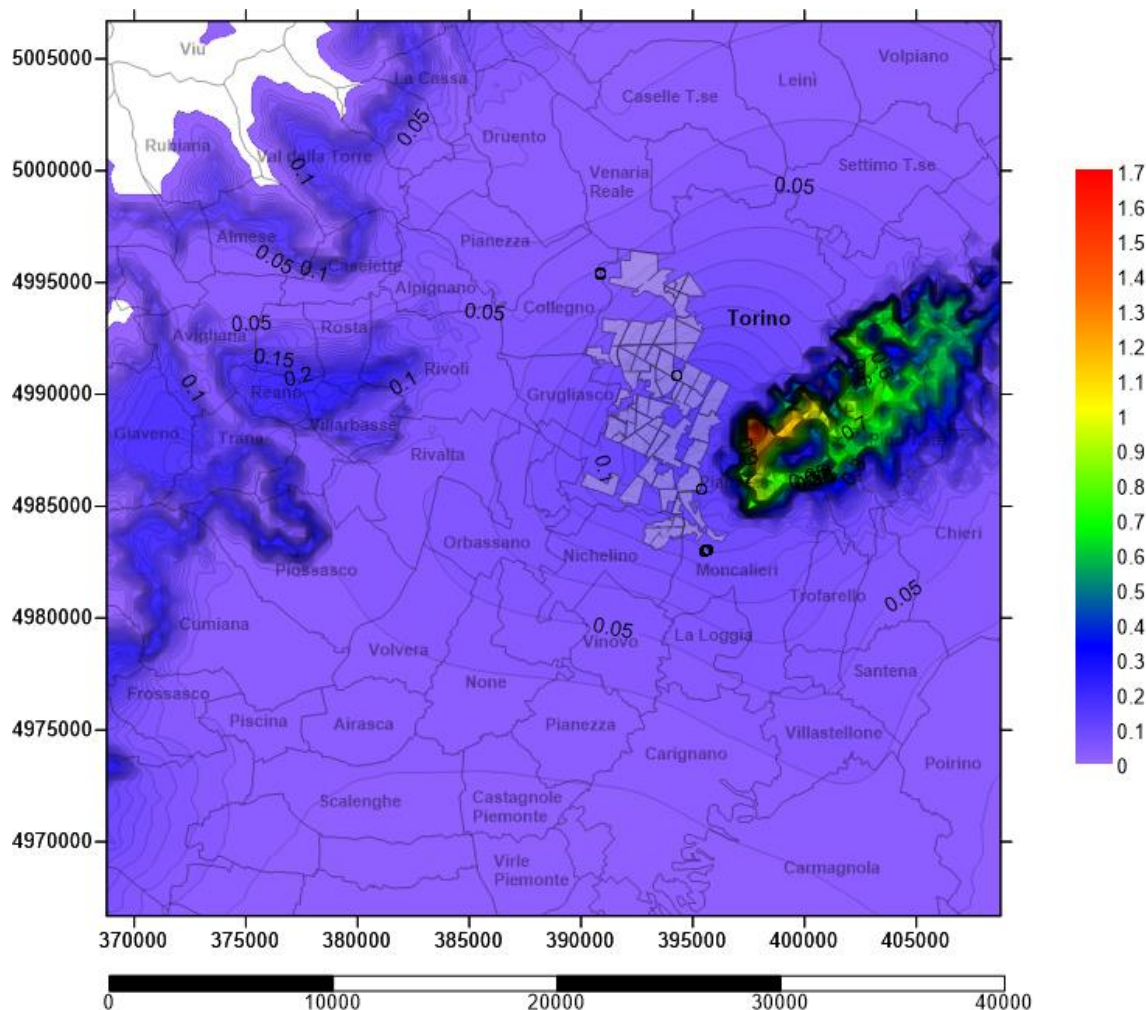 5005000
5000000
4995000
4990000
4985000
4980000
4975000
4970000
Viu
La Cassa
Caselle T.se
Leinì
Volpiano
0.05
Druento
Rubiana
Val della Torre
0.1
Venaria
Reale
Settimo T.se
0.05
Almese
Pianezza
0.05
0.1
Caselette
Alpignano
Collegno
0.05
0.05
Avigliana
Rosta
Torino
0.15
0.2
0.1
Rivoli
0.1
Reano
Grugliasco
Villarbasse
Giaveno
Trana
Rivalta
0.1
0.7
Orbassano
Nichelino
Chieri
Piossasco
Moncalieri
Trofarello
0.05
Cumiana
0.05
Vinovo
La Loggia
Volvera
None
Santena
Frossasco
Piscina
Airasca
Pianezza
Villastellone
Carignano
Poirino
Scalenghe
Castagnole
Piemonte
Virle
Piemonte
Carmagnola
370000
375000
380000
385000
390000
395000
400000
405000
0
10000
20000
30000
40000
1.7
1.6
1.5
1.4
1.3
1.2
1.1
1
0.9
0.8
0.7
0.6
0.5
0.4
0.3
0.2
0.1
0